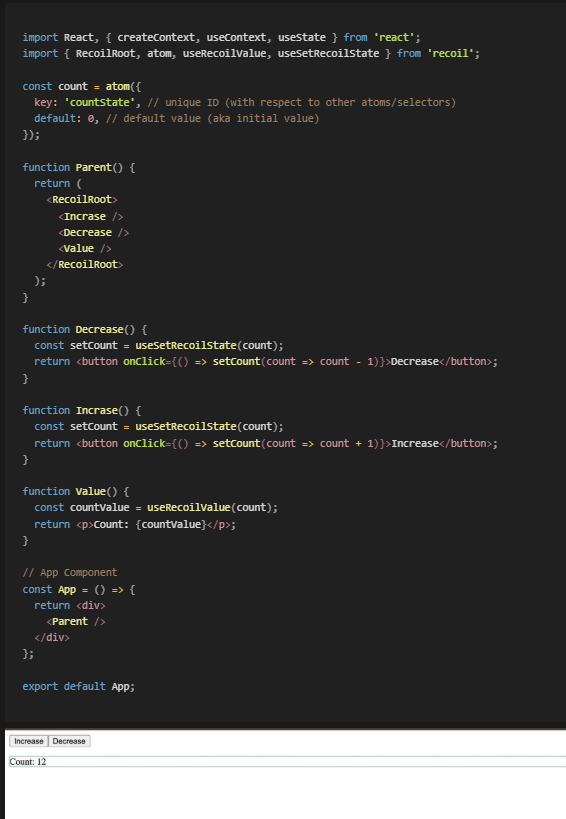 import React, { createContext, useContext, useState } from 'react';
import { RecoilRoot, atom, useRecoilValue, useSetRecoilState } from 'recoil';
const count = atom({
key: 'countState', // unique ID (with respect to other atoms/selectors)
default: 0, // default value (aka initial value)
});
function Parent() {
return (
<RecoilRoot>
<Incrase />
<Decrease />
<Value />
</RecoilRoot>
);
}
function Decrease() {
const setCount = useSetRecoilState(count);
return <button onClick={() => setCount(count => count - 1)}>Decrease</button>;
}
function Incrase() {
const setCount = useSetRecoilState(count);
return <button onClick={() => setCount(count => count + 1)}>Increase</button>;
}
function Value() {
const countValue = useRecoilValue(count);
return <p>Count: {countValue}</p>;
}
// App Component
const App = () => {
return <div>
<Parent />
</div>
};
export default App;
Increase Decrease
Count: 12